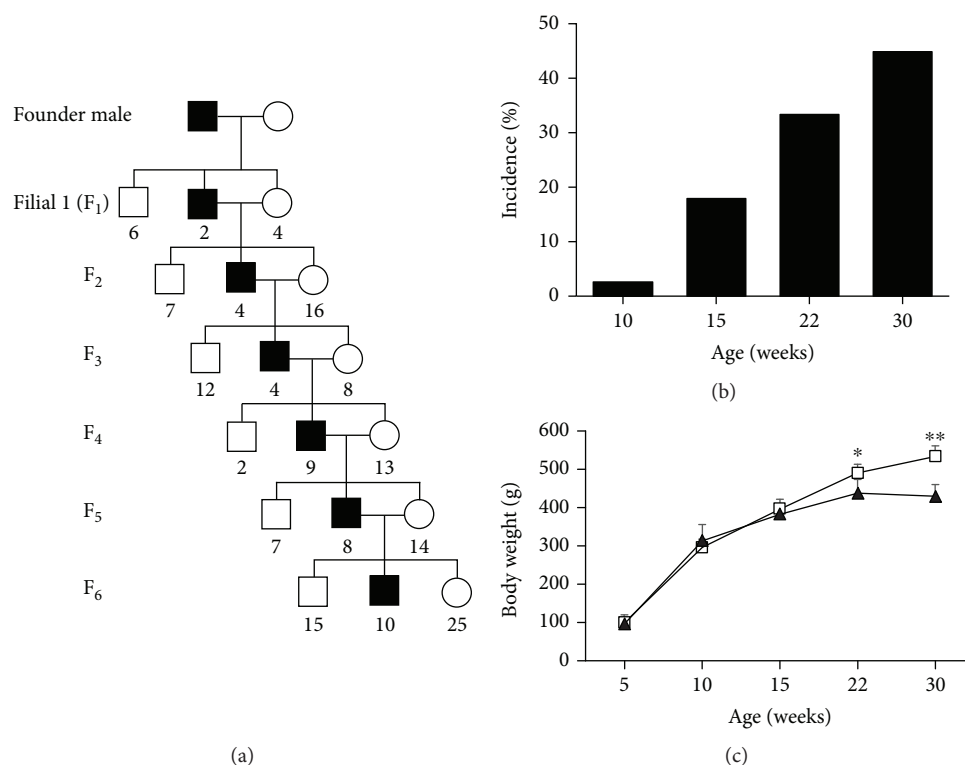 Founder male
Filial 1 (F₁)
6 2 4
F₂
7 4 16
F₃
12 4 8
F₄
2 9 13
F₅
7 8 14
F₆
15 10 25
(a)
50
40
30
20
10
0
Incidence (%)
10 15 22 30
Age (weeks)
(b)
600
500
400
300
200
100
0
Body weight (g)
*
**
5 10 15 22 30
Age (weeks)
(c)